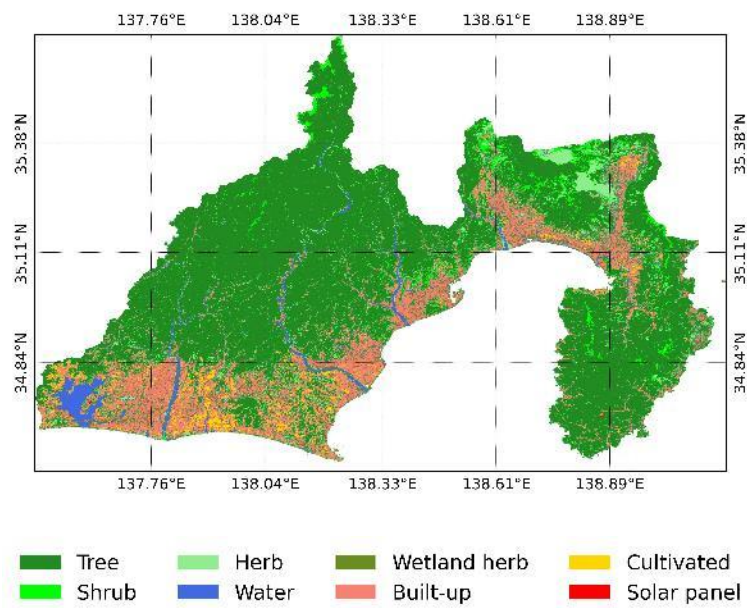 137.76°E 138.04°E 138.33°E 138.61°E 138.89°E
35.38°N 35.38°N
35.11°N 35.11°N
34.84°N 34.84°N
137.76°E 138.04°E 138.33°E 138.61°E 138.89°E
Tree Herb Wetland herb Cultivated
Shrub Water Built-up Solar panel